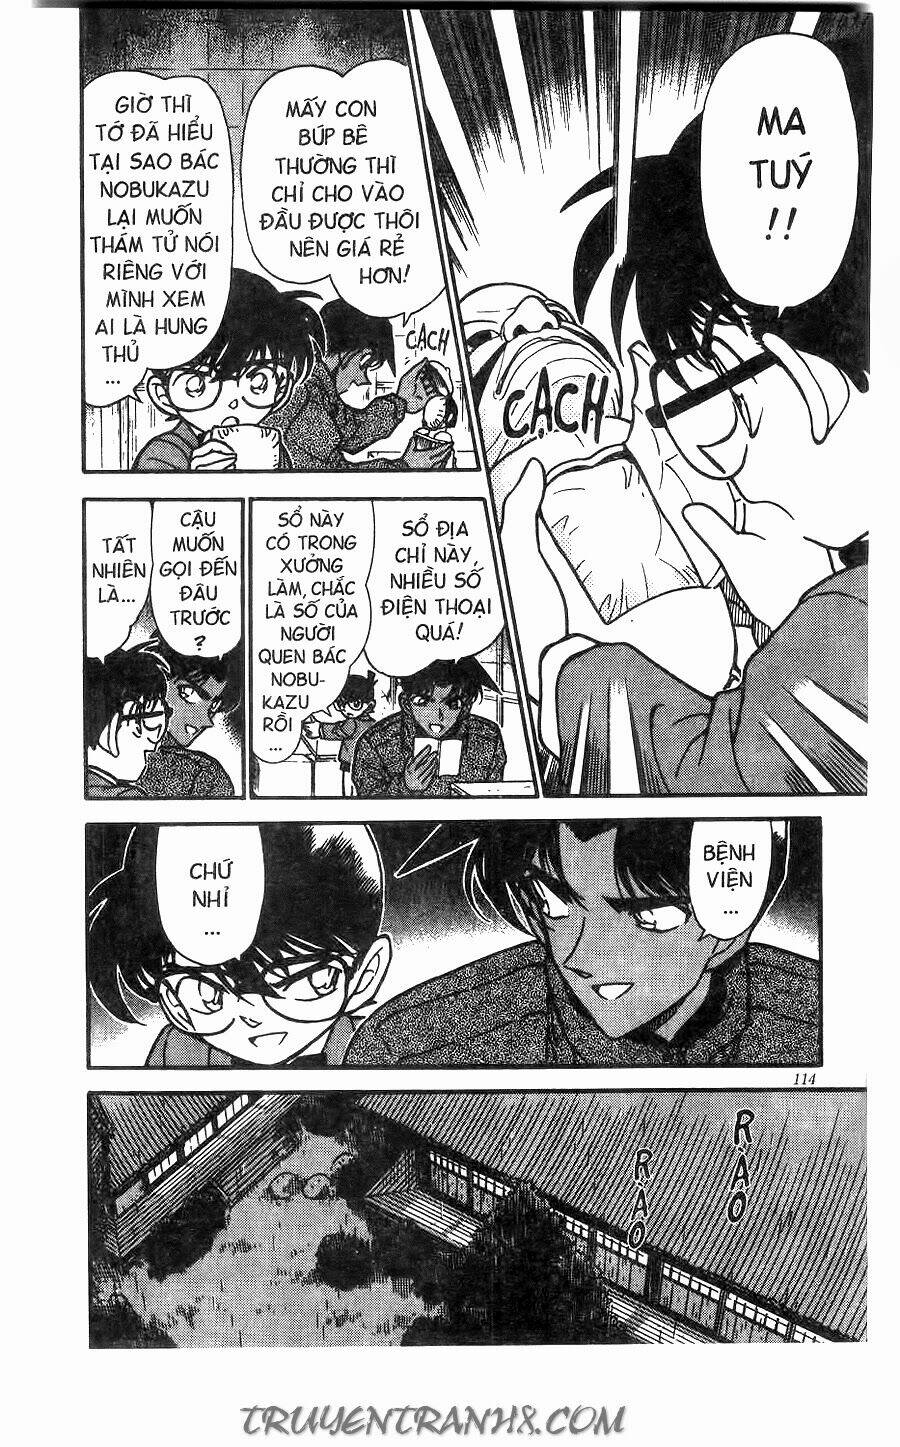 MA
TUÝ
!!
CẠCH
MẤY CON
BÚP BÊ
THƯỜNG THÌ
CHỈ CHO VÀO
ĐẦU ĐƯỢC THÔI
NÊN GIÁ RẺ
HƠN!
CẠCH
GIỜ THÌ
TỚ ĐÃ HIỂU
TẠI SAO BÁC
NOBUKAZU
LẠI MUỐN
THÁM TỬ NÓI
RIÊNG VỚI
MÌNH XEM
AI LÀ HUNG
THỦ
...
SỔ ĐỊA
CHỈ NÀY,
NHIỀU SỐ
ĐIỆN THOẠI
QUÁ!
SỔ NÀY
CÓ TRONG
XƯỞNG
LÀM, CHẮC
LÀ SỐ CỦA
NGƯỜI
QUEN BÁC
NOBU-
KAZU
RỒI
...
CẬU
MUỐN
GỌI ĐẾN
ĐÂU
TRƯỚC
?
TẤT
NHIÊN
LÀ...
BỆNH
VIỆN
...
CHỨ
NHỈ
...
114
RÀO
RÀO
TRUYENTRANH8.COM